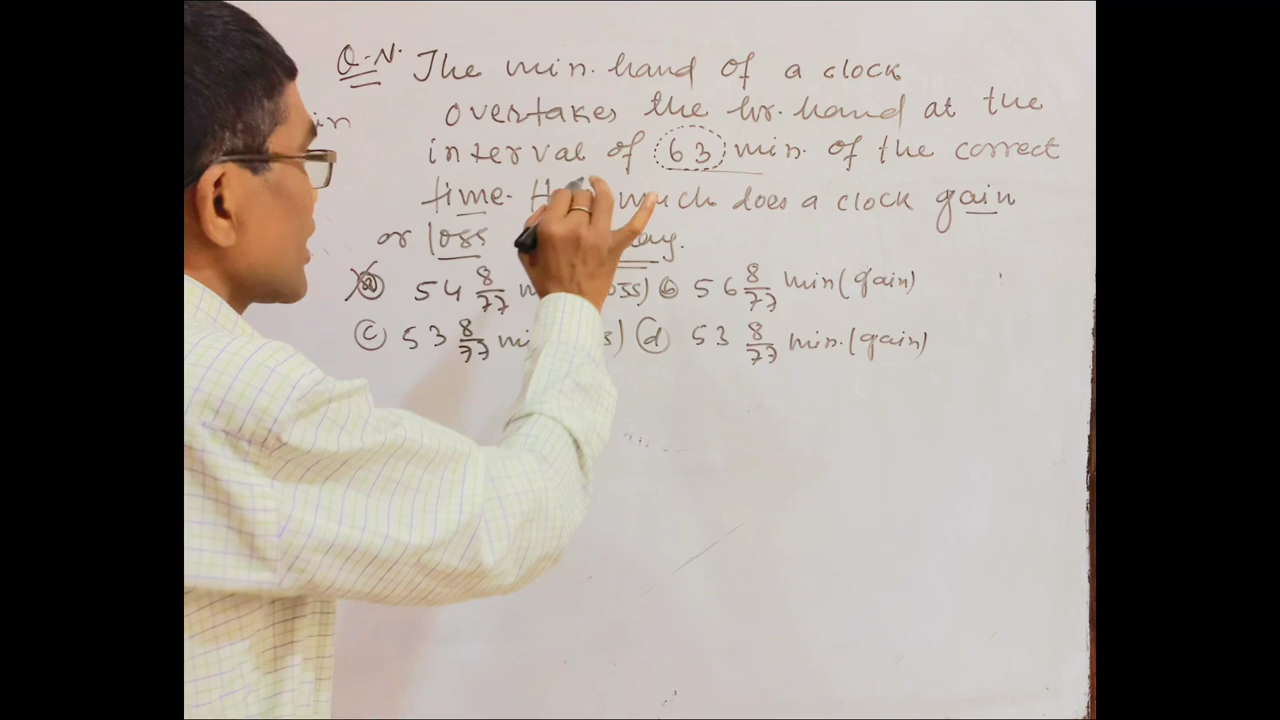 Q.N. The min. hand of a clock
overtakes the hr. hand at the
in
interval of 63 min. of the correct
time. much does a clock gain
or loss
(a) 54 8/77 (b) 56 8/77 min (gain)
(c) 53 8/77 (d) 53 8/77 min. (gain)